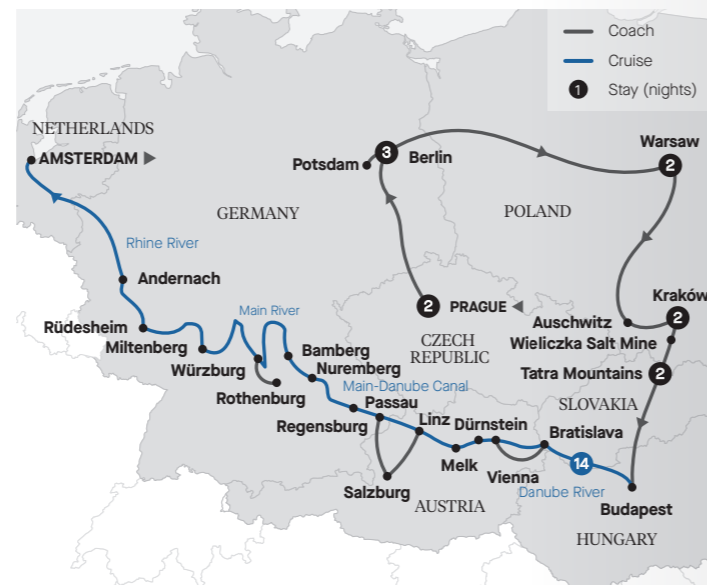 Coach
Cruise
1 Stay (nights)
NETHERLANDS
AMSTERDAM
Potsdam
3
Berlin
Warsaw
2
GERMANY
POLAND
Rhine River
Andernach
2
PRAGUE
Kraków
2
Main River
Rüdesheim
Auschwitz
Miltenberg
CZECH
REPUBLIC
Wieliczka Salt Mine
Bamberg
Würzburg
Nuremberg
Tatra Mountains
2
Main-Danube Canal
Rothenburg
SLOVAKIA
Passau
Regensburg
Linz
Dürnstein
Bratislava
14
Melk
Vienna
Salzburg
Danube River
Budapest
AUSTRIA
HUNGARY